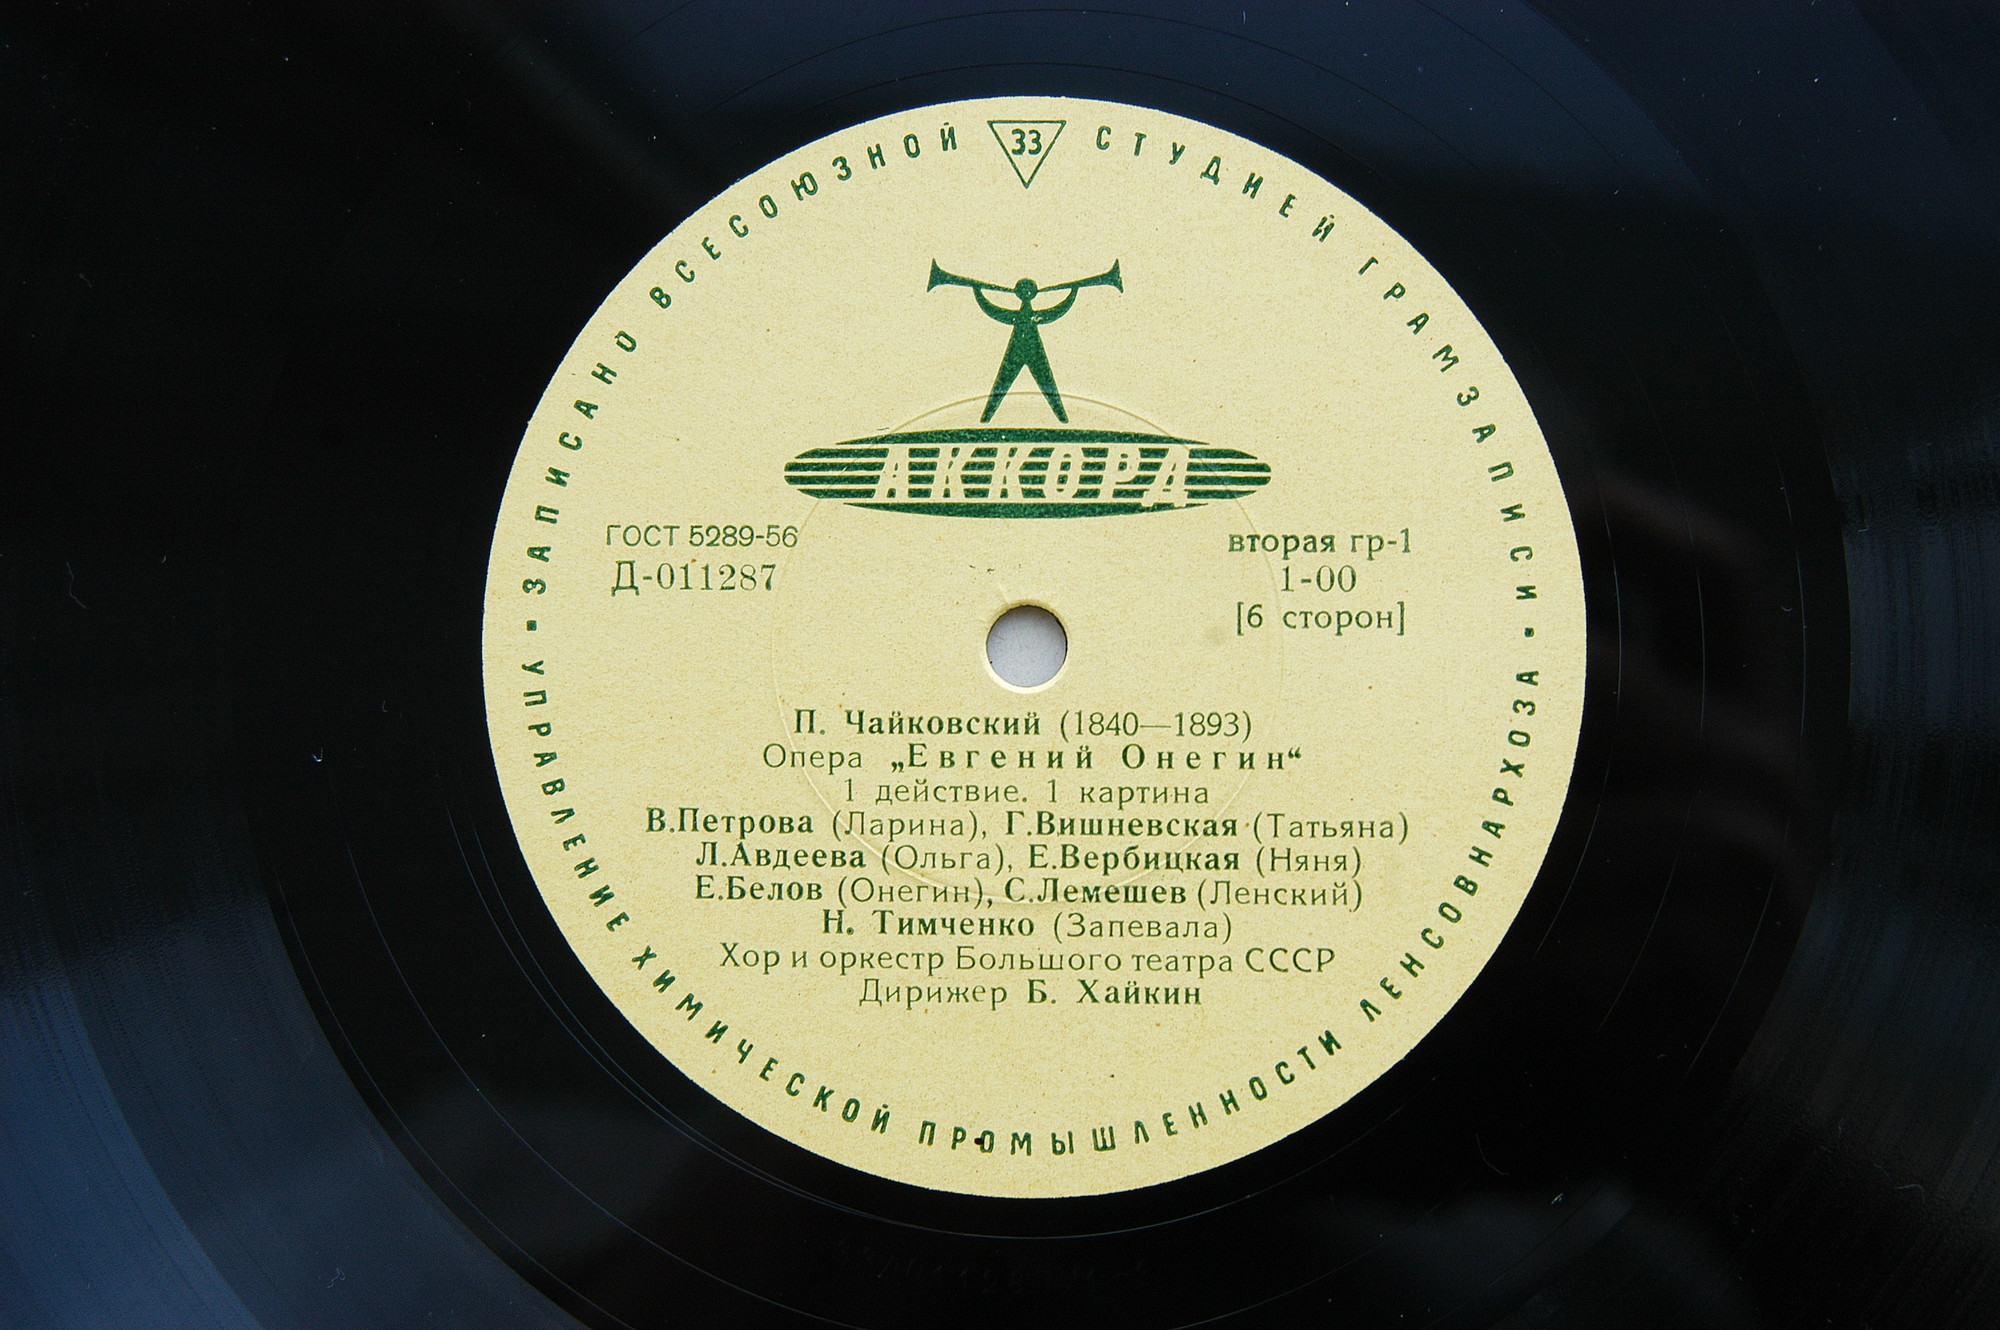 ЗАПИСАНО ВСЕСОЮЗНОЙ СТУДИЕЙ ГРАМЗАПИСИ
33
АККОРД
ГОСТ 5289-56
Д-011287
вторая гр-1
1-00
[6 сторон]
П. Чайковский (1840—1893)
Опера „Евгений Онегин“
1 действие. 1 картина
В.Петрова (Ларина), Г.Вишневская (Татьяна)
Л.Авдеева (Ольга), Е.Вербицкая (Няня)
Е.Белов (Онегин), С.Лемешев (Ленский)
Н. Тимченко (Запевала)
Хор и оркестр Большого театра СССР
Дирижер Б. Хайкин
УПРАВЛЕНИЕ ХИМИЧЕСКОЙ ПРОМЫШЛЕННОСТИ ЛЕНСОВНАРХОЗА